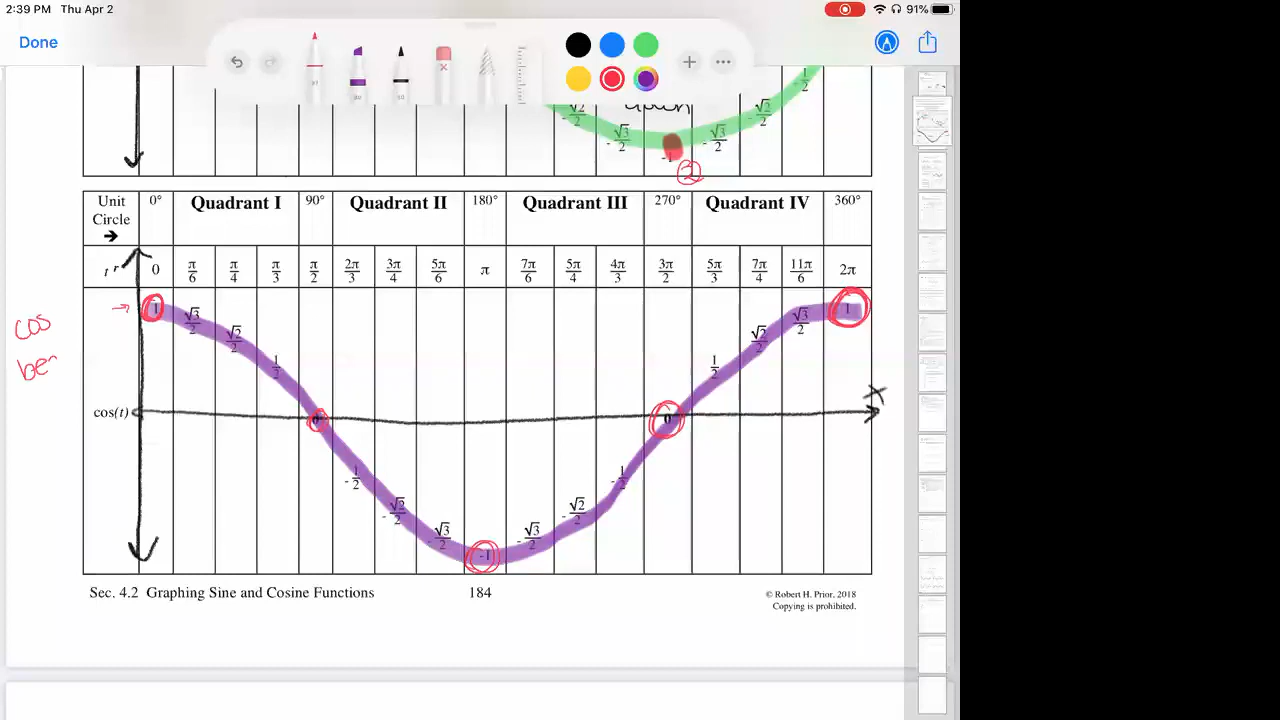 2:39 PM Thu Apr 2 91%
Done
-√2/2 -√3/2 -1 -√3/2 -√2/2 -1/2
②
Unit Circle ➔ 0° Quadrant I 90° Quadrant II 180° Quadrant III 270° Quadrant IV 360°
t r 0 π/6 π/4 π/3 π/2 2π/3 3π/4 5π/6 π 7π/6 5π/4 4π/3 3π/2 5π/3 7π/4 11π/6 2π
cos
be
cos(t) 1 √3/2 √2/2 1/2 0 -1/2 -√2/2 -√3/2 -1 -√3/2 -√2/2 -1/2 0 1/2 √2/2 √3/2 1
x
Sec. 4.2 Graphing Sine and Cosine Functions 184 © Robert H. Prior, 2018
Copying is prohibited.